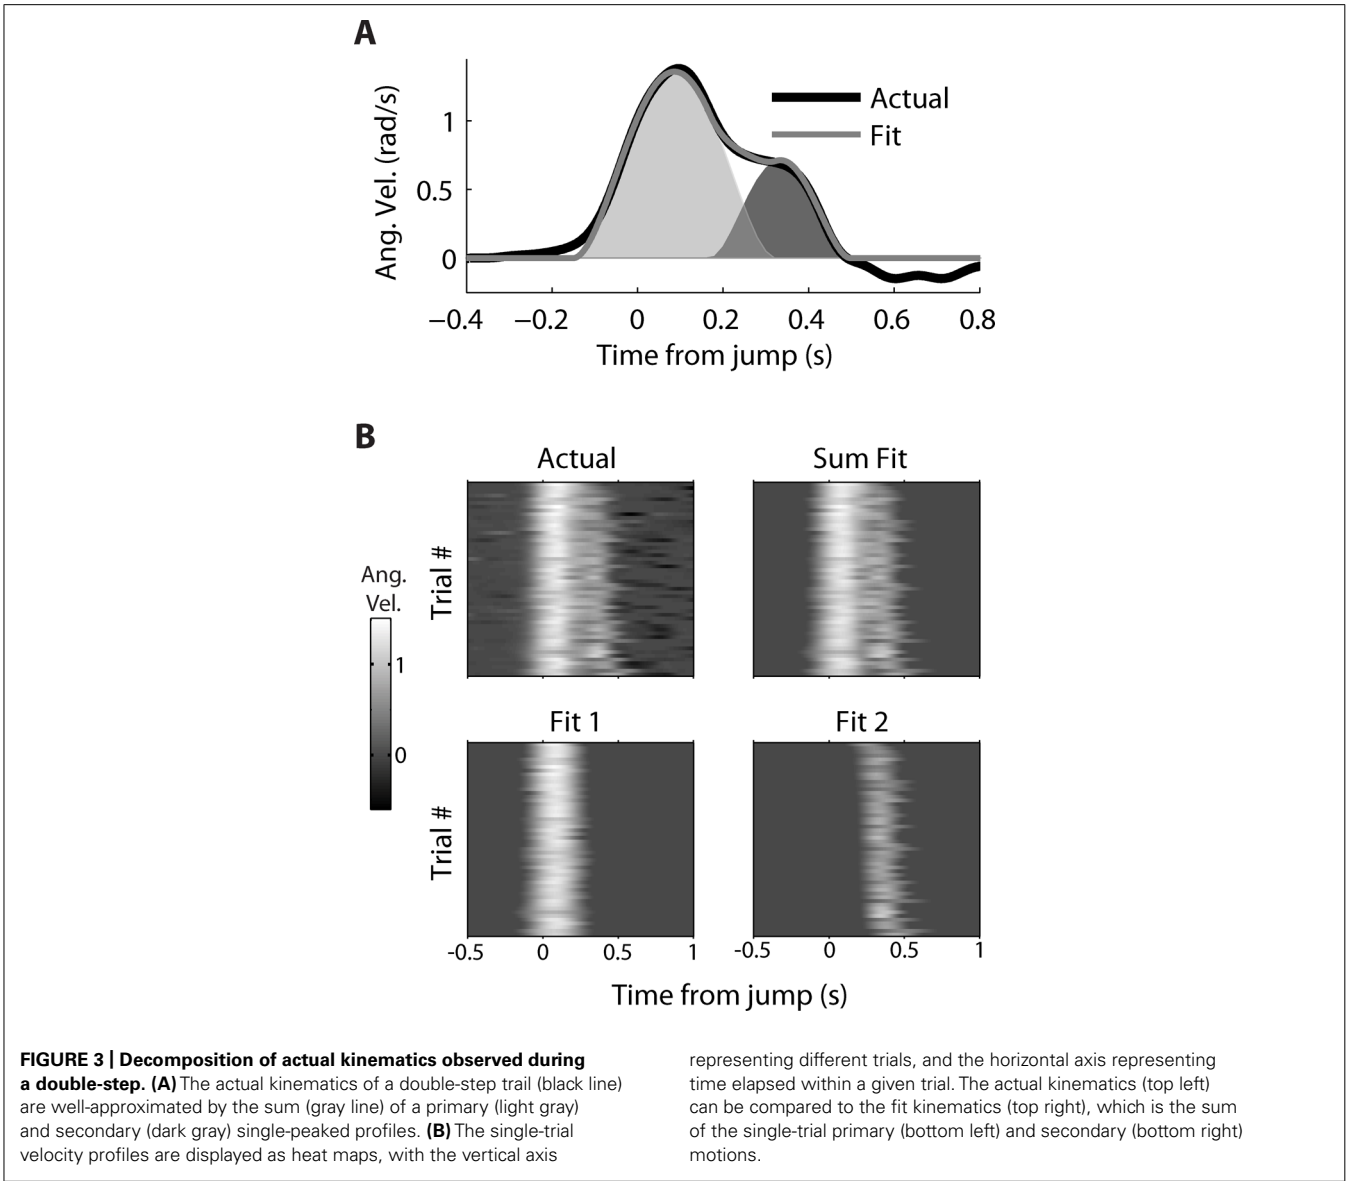 A
Ang. Vel. (rad/s)
1
0.5
0
Actual
Fit
−0.4 −0.2 0 0.2 0.4 0.6 0.8
Time from jump (s)
B
Actual
Sum Fit
Trial #
Ang.
Vel.
1
0
Fit 1
Fit 2
Trial #
-0.5 0 0.5 1
-0.5 0 0.5 1
Time from jump (s)
FIGURE 3 | Decomposition of actual kinematics observed during
a double-step. (A) The actual kinematics of a double-step trail (black line)
are well-approximated by the sum (gray line) of a primary (light gray)
and secondary (dark gray) single-peaked profiles. (B) The single-trial
velocity profiles are displayed as heat maps, with the vertical axis
representing different trials, and the horizontal axis representing
time elapsed within a given trial. The actual kinematics (top left)
can be compared to the fit kinematics (top right), which is the sum
of the single-trial primary (bottom left) and secondary (bottom right)
motions.